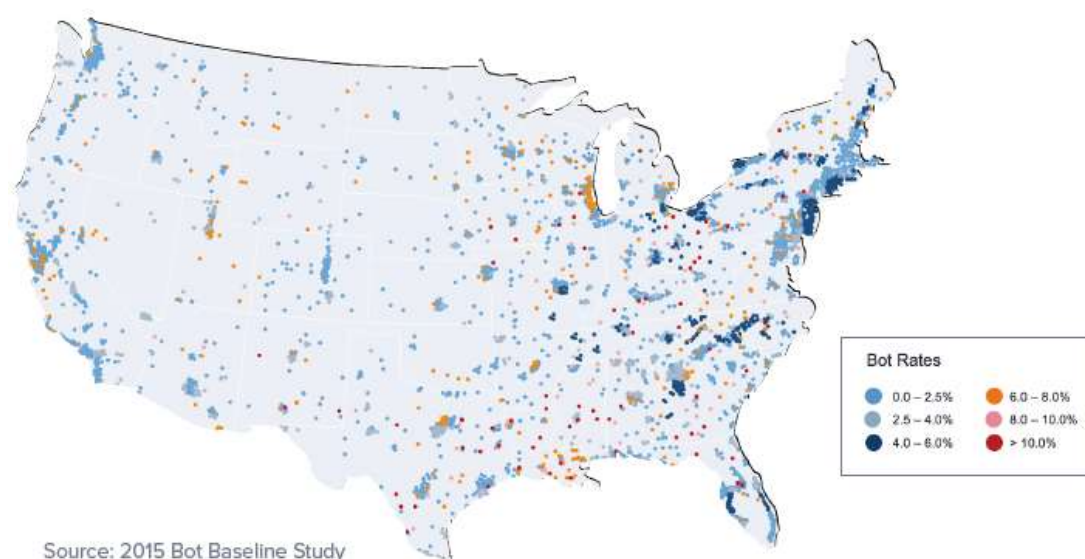 Bot Rates
0.0 – 2.5%
6.0 – 8.0%
2.5 – 4.0%
8.0 – 10.0%
4.0 – 6.0%
> 10.0%
Source: 2015 Bot Baseline Study